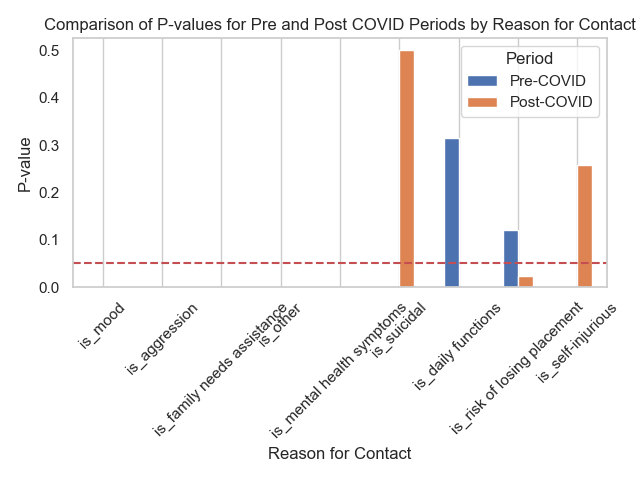 Comparison of P-values for Pre and Post COVID Periods by Reason for Contact
Period
Pre-COVID
Post-COVID
P-value
0.5
0.4
0.3
0.2
0.1
0.0
is_mood
is_aggression
is_family needs assistance
is_other
is_mental health symptoms
is_suicidal
is_daily functions
is_risk of losing placement
is_self-injurious
Reason for Contact